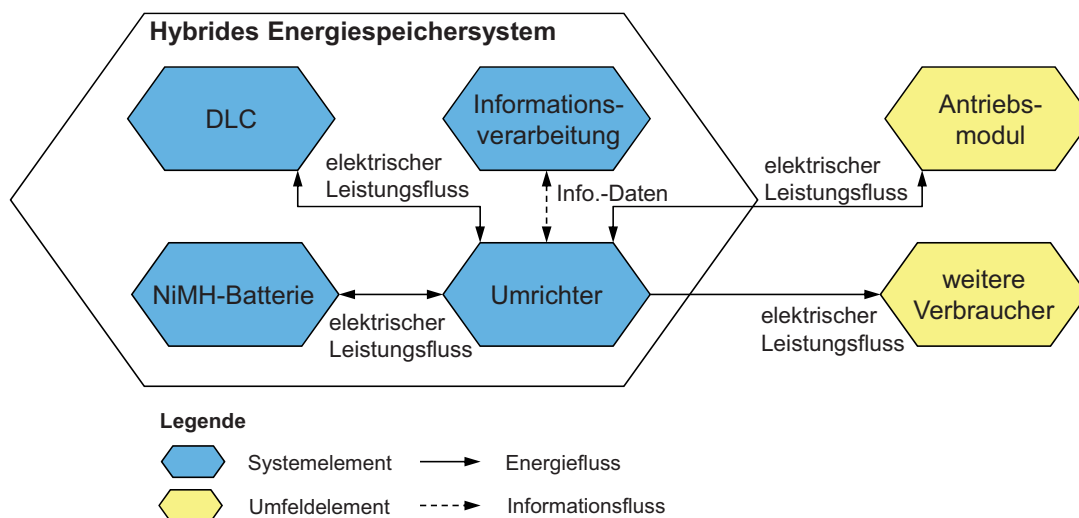 Hybrides Energiespeichersystem
DLC
Informations-
verarbeitung
Antriebs-
modul
elektrischer
Leistungsfluss
Info.-Daten
elektrischer
Leistungsfluss
NiMH-Batterie
Umrichter
weitere
Verbraucher
elektrischer
Leistungsfluss
elektrischer
Leistungsfluss
Legende
Systemelement
Energiefluss
Umfeldelement
Informationsfluss